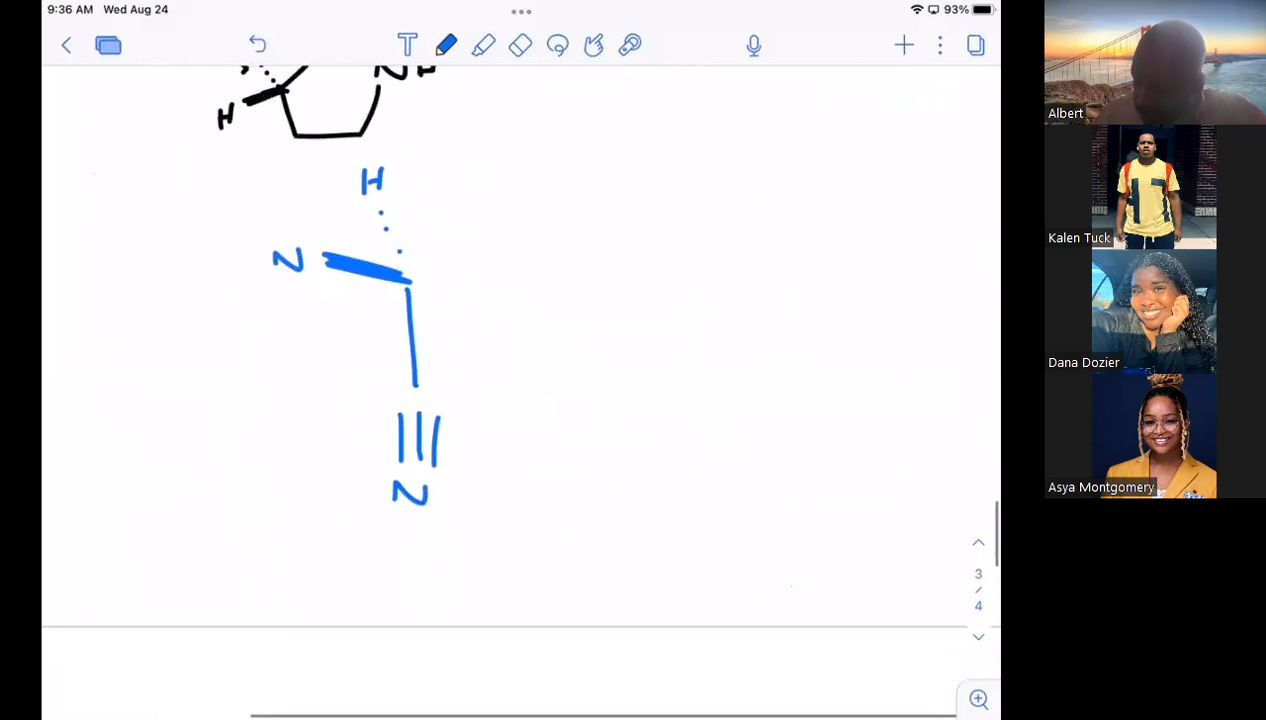 9:36 AM Wed Aug 24
93%
T
N H
H
H
N
N
3
/
4
Albert
Kalen Tuck
Dana Dozier
Asya Montgomery